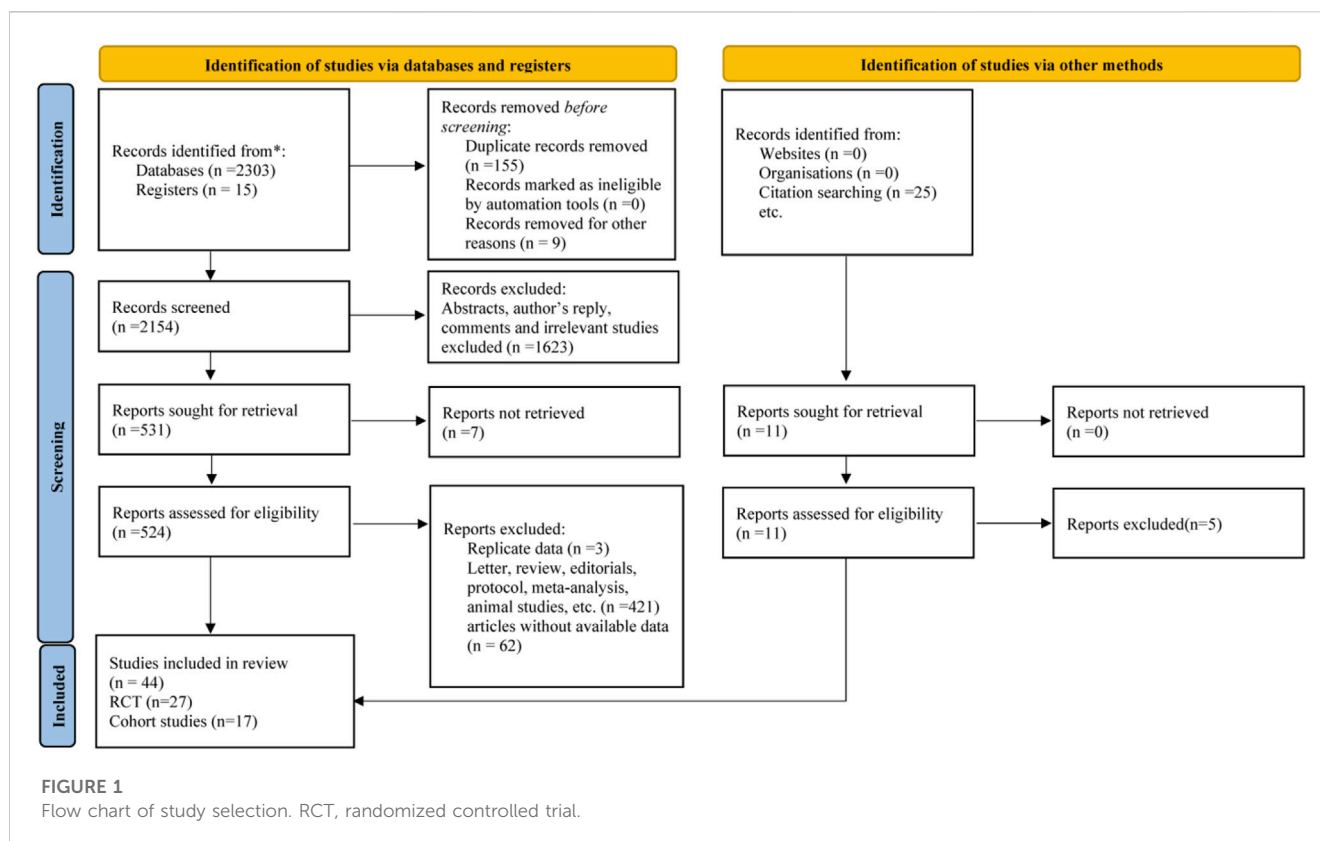 Identification of studies via databases and registers
Identification of studies via other methods
Identification
Records identified from*:
Databases (n =2303)
Registers (n = 15)
Records removed before
screening:
Duplicate records removed
(n =155)
Records marked as ineligible
by automation tools (n =0)
Records removed for other
reasons (n = 9)
Records identified from:
Websites (n =0)
Organisations (n =0)
Citation searching (n =25)
etc.
Screening
Records screened
(n =2154)
Records excluded:
Abstracts, author's reply,
comments and irrelevant studies
excluded (n =1623)
Reports sought for retrieval
(n =531)
Reports not retrieved
(n =7)
Reports sought for retrieval
(n =11)
Reports not retrieved
(n =0)
Reports assessed for eligibility
(n =524)
Reports excluded:
Replicate data (n =3)
Letter, review, editorials,
protocol, meta-analysis,
animal studies, etc. (n =421)
articles without available data
(n = 62)
Reports assessed for eligibility
(n =11)
Reports excluded(n=5)
Included
Studies included in review
(n = 44)
RCT (n=27)
Cohort studies (n=17)
FIGURE 1
Flow chart of study selection. RCT, randomized controlled trial.